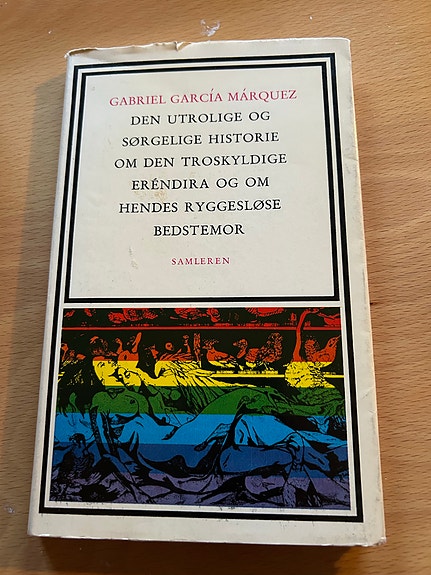 GABRIEL GARCÍA MÁRQUEZ
DEN UTROLIGE OG
SØRGELIGE HISTORIE
OM DEN TROSKYLDIGE
ERÉNDIRA OG OM
HENDES RYGGESLØSE
BEDSTEMOR
SAMLEREN